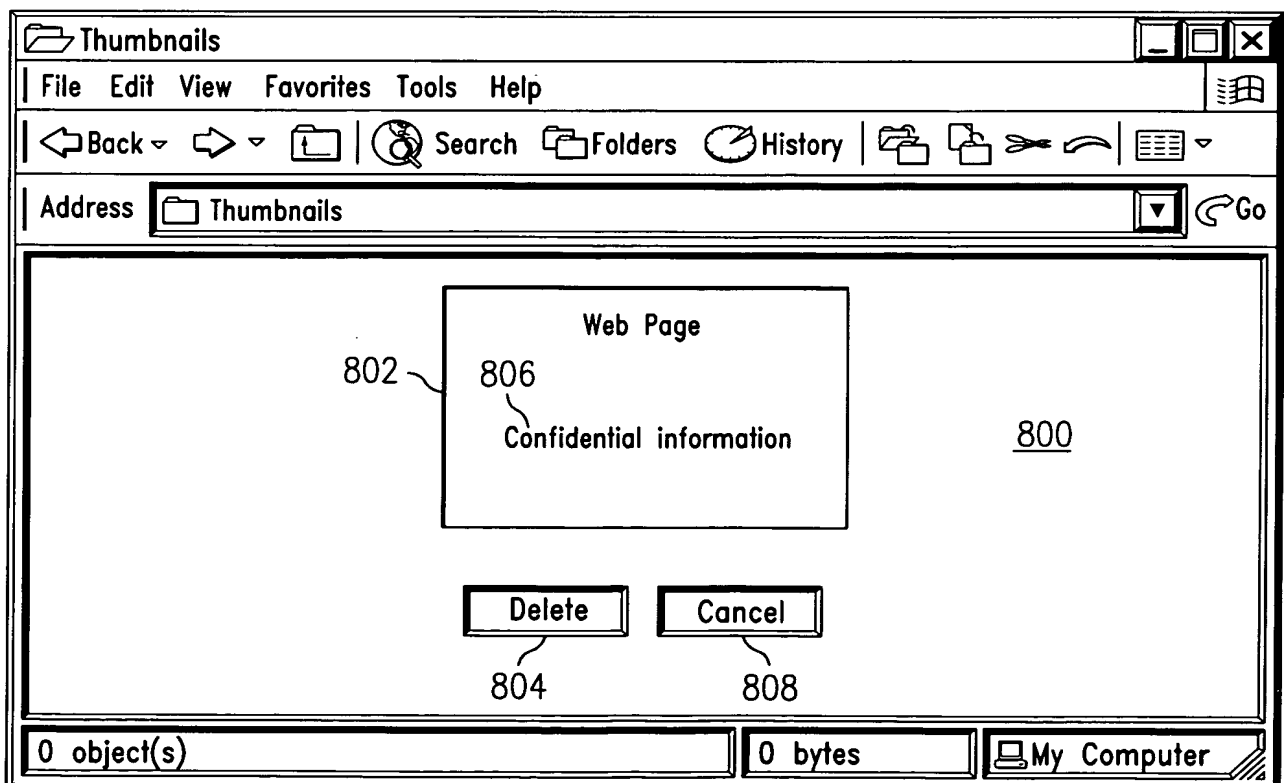 Thumbnails
File Edit View Favorites Tools Help
Back Search Folders History
Address Thumbnails Go
Web Page
802 806
Confidential information 800
Delete Cancel
804 808
0 object(s) 0 bytes My Computer